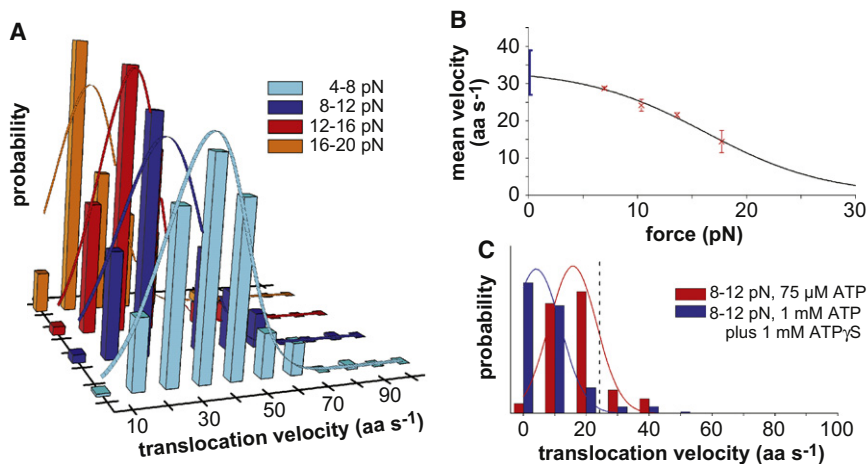 A
4-8 pN
8-12 pN
12-16 pN
16-20 pN
probability
10 30 50 70 90
translocation velocity (aa s-1)
B
mean velocity
(aa s-1)
40
30
20
10
0
0 10 20 30
force (pN)
C
8-12 pN, 75 µM ATP
8-12 pN, 1 mM ATP
plus 1 mM ATPγS
probability
0 20 40 60 80 100
translocation velocity (aa s-1)